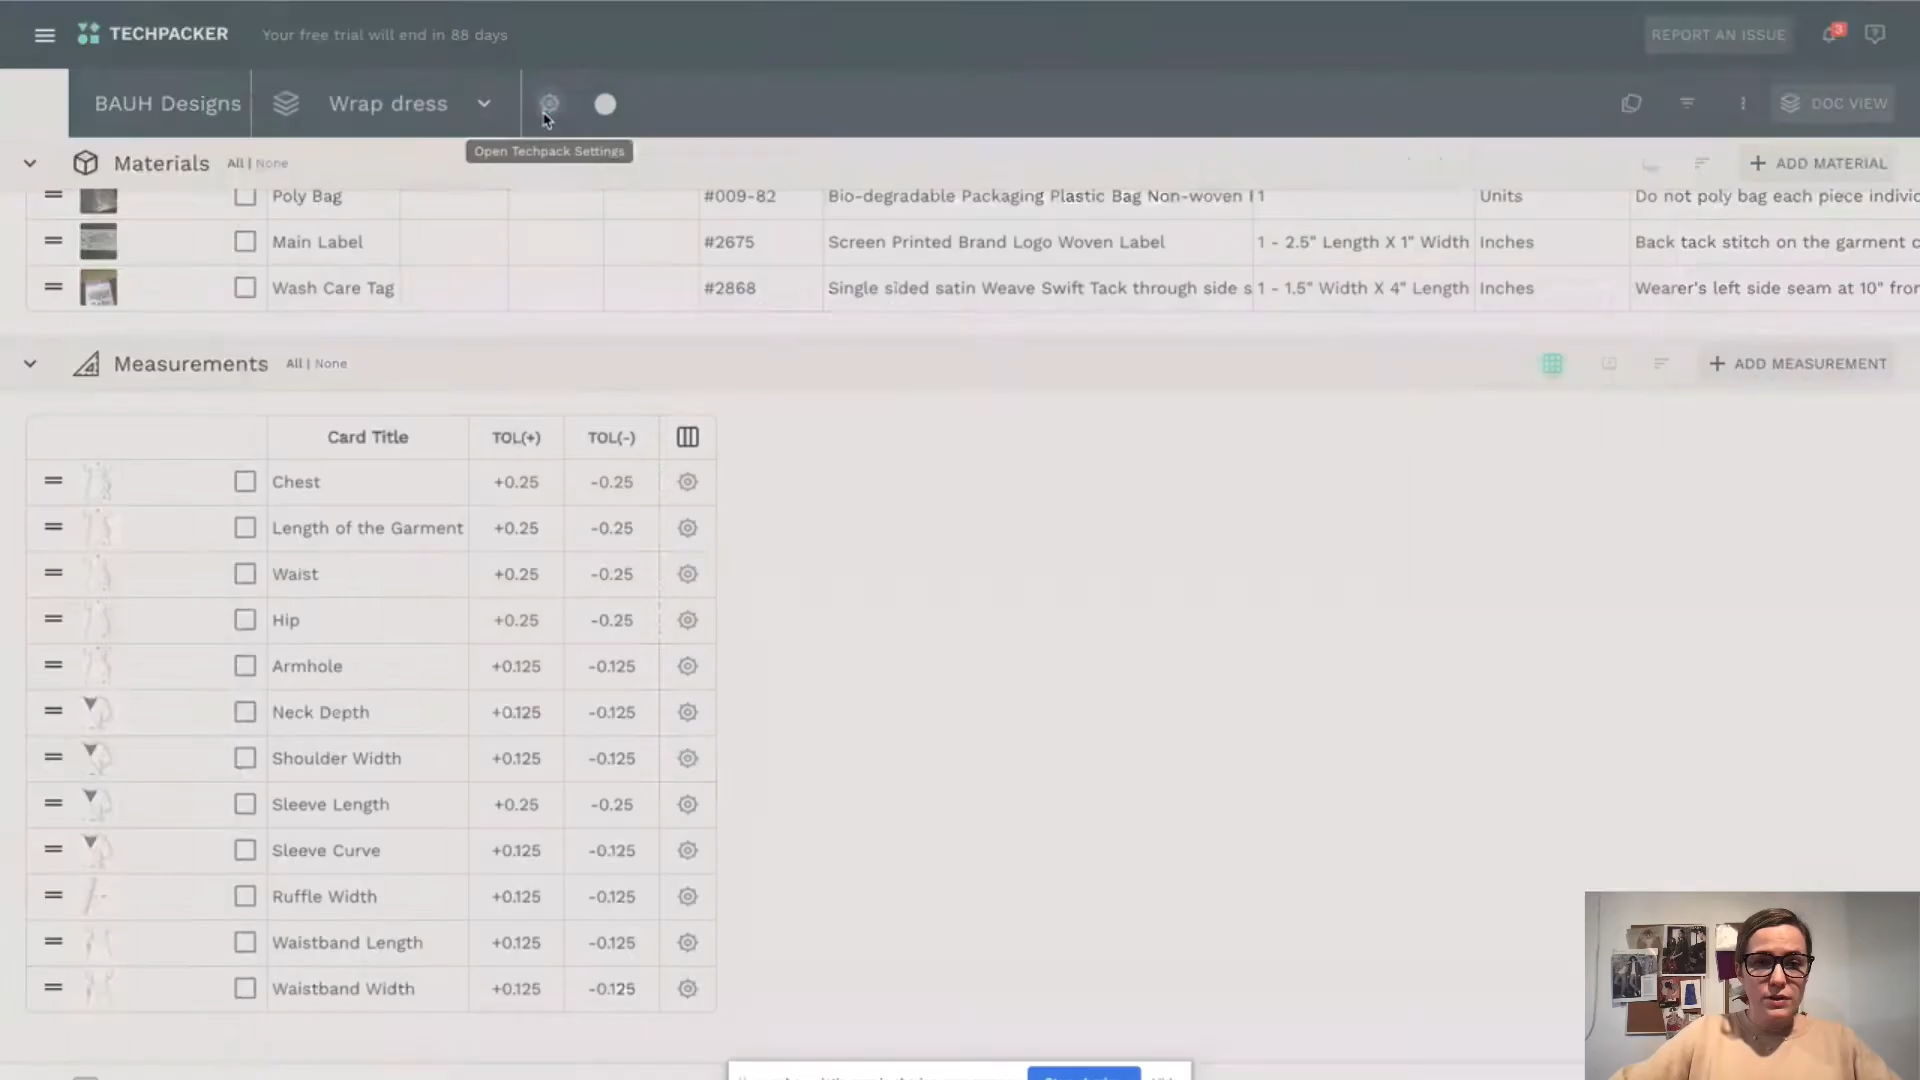 TECHPACKER Your free trial will end in 88 days REPORT AN ISSUE 3
BAUH Designs Wrap dress DOC VIEW
Open Techpack Settings
Materials All | None + ADD MATERIAL
Poly Bag #009-82 Bio-degradable Packaging Plastic Bag Non-woven 1 Units Do not poly bag each piece indivic
Main Label #2675 Screen Printed Brand Logo Woven Label 1 - 2.5" Length X 1" Width Inches Back tack stitch on the garment c
Wash Care Tag #2868 Single sided satin Weave Swift Tack through side s 1 - 1.5" Width X 4" Length Inches Wearer's left side seam at 10" fror
Measurements All | None + ADD MEASUREMENT
Card Title TOL(+) TOL(-)
Chest +0.25 -0.25
Length of the Garment +0.25 -0.25
Waist +0.25 -0.25
Hip +0.25 -0.25
Armhole +0.125 -0.125
Neck Depth +0.125 -0.125
Shoulder Width +0.125 -0.125
Sleeve Length +0.25 -0.25
Sleeve Curve +0.125 -0.125
Ruffle Width +0.125 -0.125
Waistband Length +0.125 -0.125
Waistband Width +0.125 -0.125